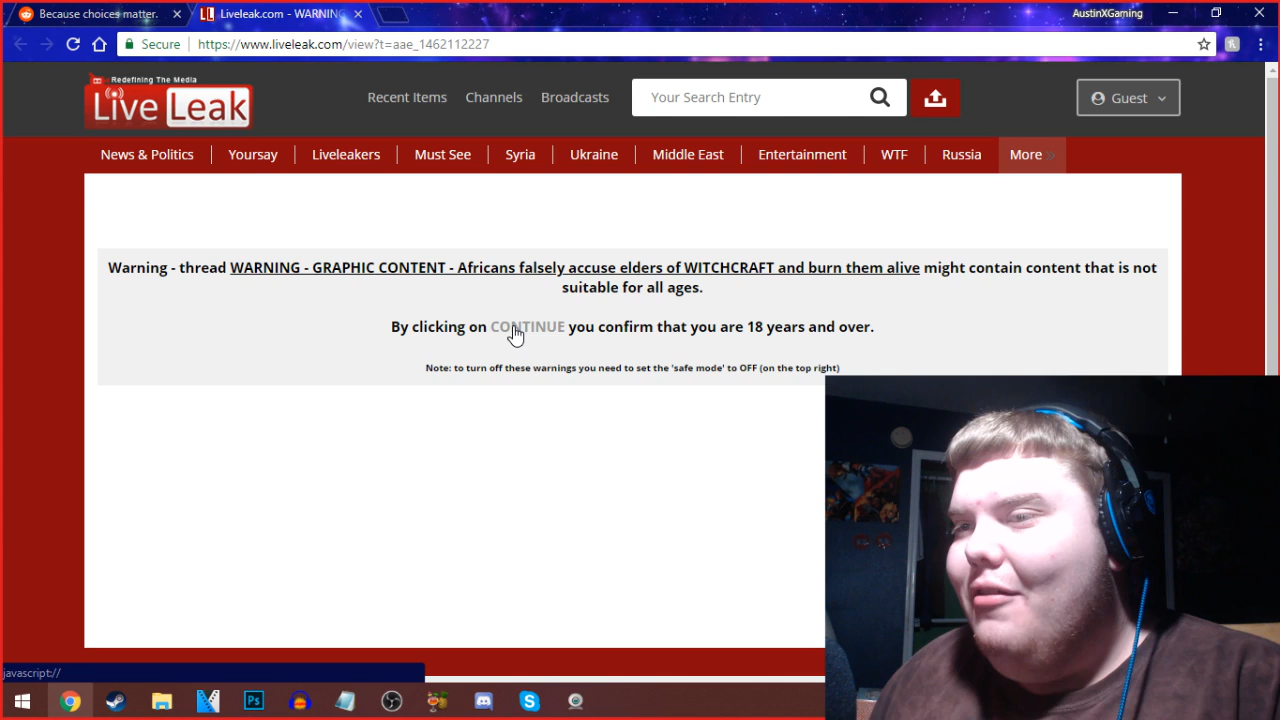 Because choices matter.
Liveleak.com - WARNING
AustinXGaming
Secure
https://www.liveleak.com/view?t=aae_1462112227
Redefining The Media
Live Leak
Recent Items
Channels
Broadcasts
Your Search Entry
Guest
News & Politics
Yoursay
Liveleakers
Must See
Syria
Ukraine
Middle East
Entertainment
WTF
Russia
More
Warning - thread WARNING - GRAPHIC CONTENT - Africans falsely accuse elders of WITCHCRAFT and burn them alive might contain content that is not
suitable for all ages.
By clicking on CONTINUE you confirm that you are 18 years and over.
Note: to turn off these warnings you need to set the 'safe mode' to OFF (on the top right)
javascript://
Ps